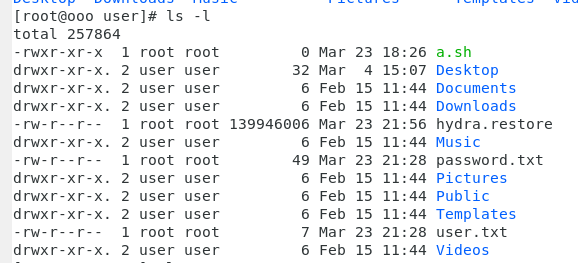 [root@ooo user]# ls -l
total 257864
-rwxr-xr-x  1 root root         0 Mar 23 18:26 a.sh
drwxr-xr-x. 2 user user        32 Mar  4 15:07 Desktop
drwxr-xr-x. 2 user user         6 Feb 15 11:44 Documents
drwxr-xr-x. 2 user user         6 Feb 15 11:44 Downloads
-rw-r--r--  1 root root 139946006 Mar 23 21:56 hydra.restore
drwxr-xr-x. 2 user user         6 Feb 15 11:44 Music
-rw-r--r--  1 root root        49 Mar 23 21:28 password.txt
drwxr-xr-x. 2 user user         6 Feb 15 11:44 Pictures
drwxr-xr-x. 2 user user         6 Feb 15 11:44 Public
drwxr-xr-x. 2 user user         6 Feb 15 11:44 Templates
-rw-r--r--  1 root root         7 Mar 23 21:28 user.txt
drwxr-xr-x. 2 user user         6 Feb 15 11:44 Videos